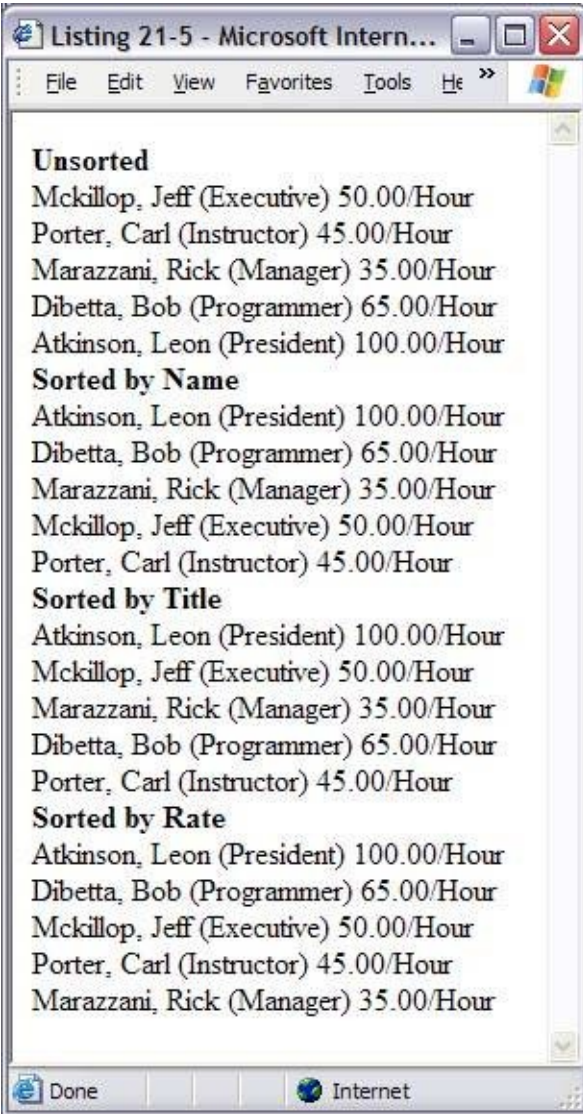 Listing 21-5 - Microsoft Intern...
File Edit View Favorites Tools He »
Unsorted
Mckillop, Jeff (Executive) 50.00/Hour
Porter, Carl (Instructor) 45.00/Hour
Marazzani, Rick (Manager) 35.00/Hour
Dibetta, Bob (Programmer) 65.00/Hour
Atkinson, Leon (President) 100.00/Hour
Sorted by Name
Atkinson, Leon (President) 100.00/Hour
Dibetta, Bob (Programmer) 65.00/Hour
Marazzani, Rick (Manager) 35.00/Hour
Mckillop, Jeff (Executive) 50.00/Hour
Porter, Carl (Instructor) 45.00/Hour
Sorted by Title
Atkinson, Leon (President) 100.00/Hour
Mckillop, Jeff (Executive) 50.00/Hour
Marazzani, Rick (Manager) 35.00/Hour
Dibetta, Bob (Programmer) 65.00/Hour
Porter, Carl (Instructor) 45.00/Hour
Sorted by Rate
Atkinson, Leon (President) 100.00/Hour
Dibetta, Bob (Programmer) 65.00/Hour
Mckillop, Jeff (Executive) 50.00/Hour
Porter, Carl (Instructor) 45.00/Hour
Marazzani, Rick (Manager) 35.00/Hour
Done Internet